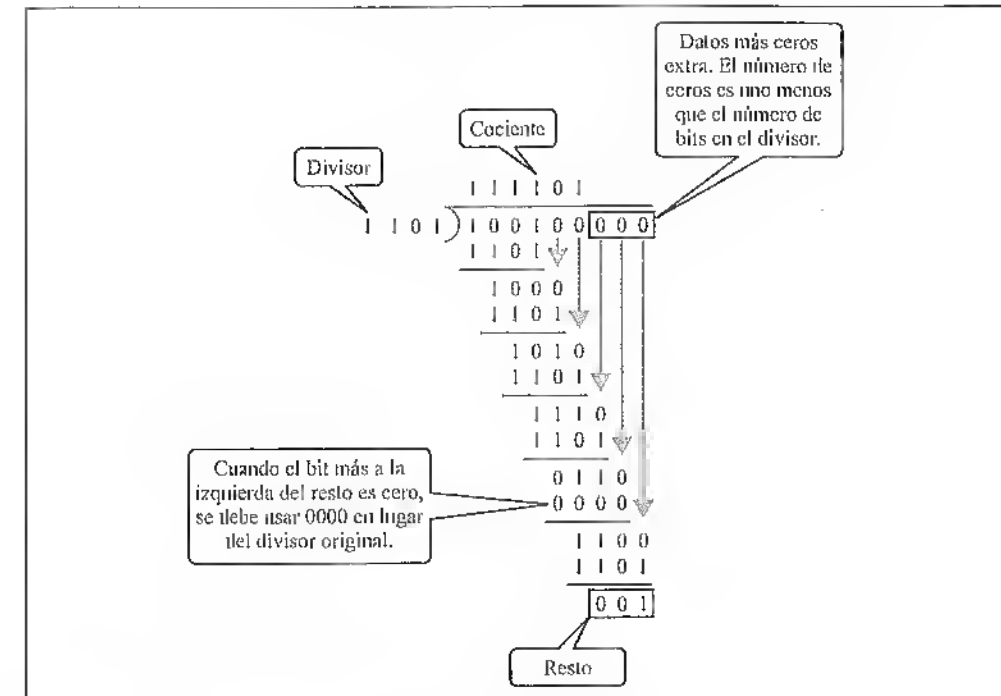 Datos más ceros
extra. El número de
ceros es uno menos
que el número de
bits en el divisor.
Cociente
Divisor
1 1 1 1 0 1
1 1 0 1 ) 1 0 0 1 0 0 0 0 0
1 1 0 1
1 0 0 0
1 1 0 1
1 0 1 0
1 1 0 1
1 1 1 0
1 1 0 1
0 1 1 0
Cuando el bit más a la
izquierda del resto es cero,
se debe usar 0000 en lugar
del divisor original.
0 0 0 0
1 1 0 0
1 1 0 1
0 0 1
Resto